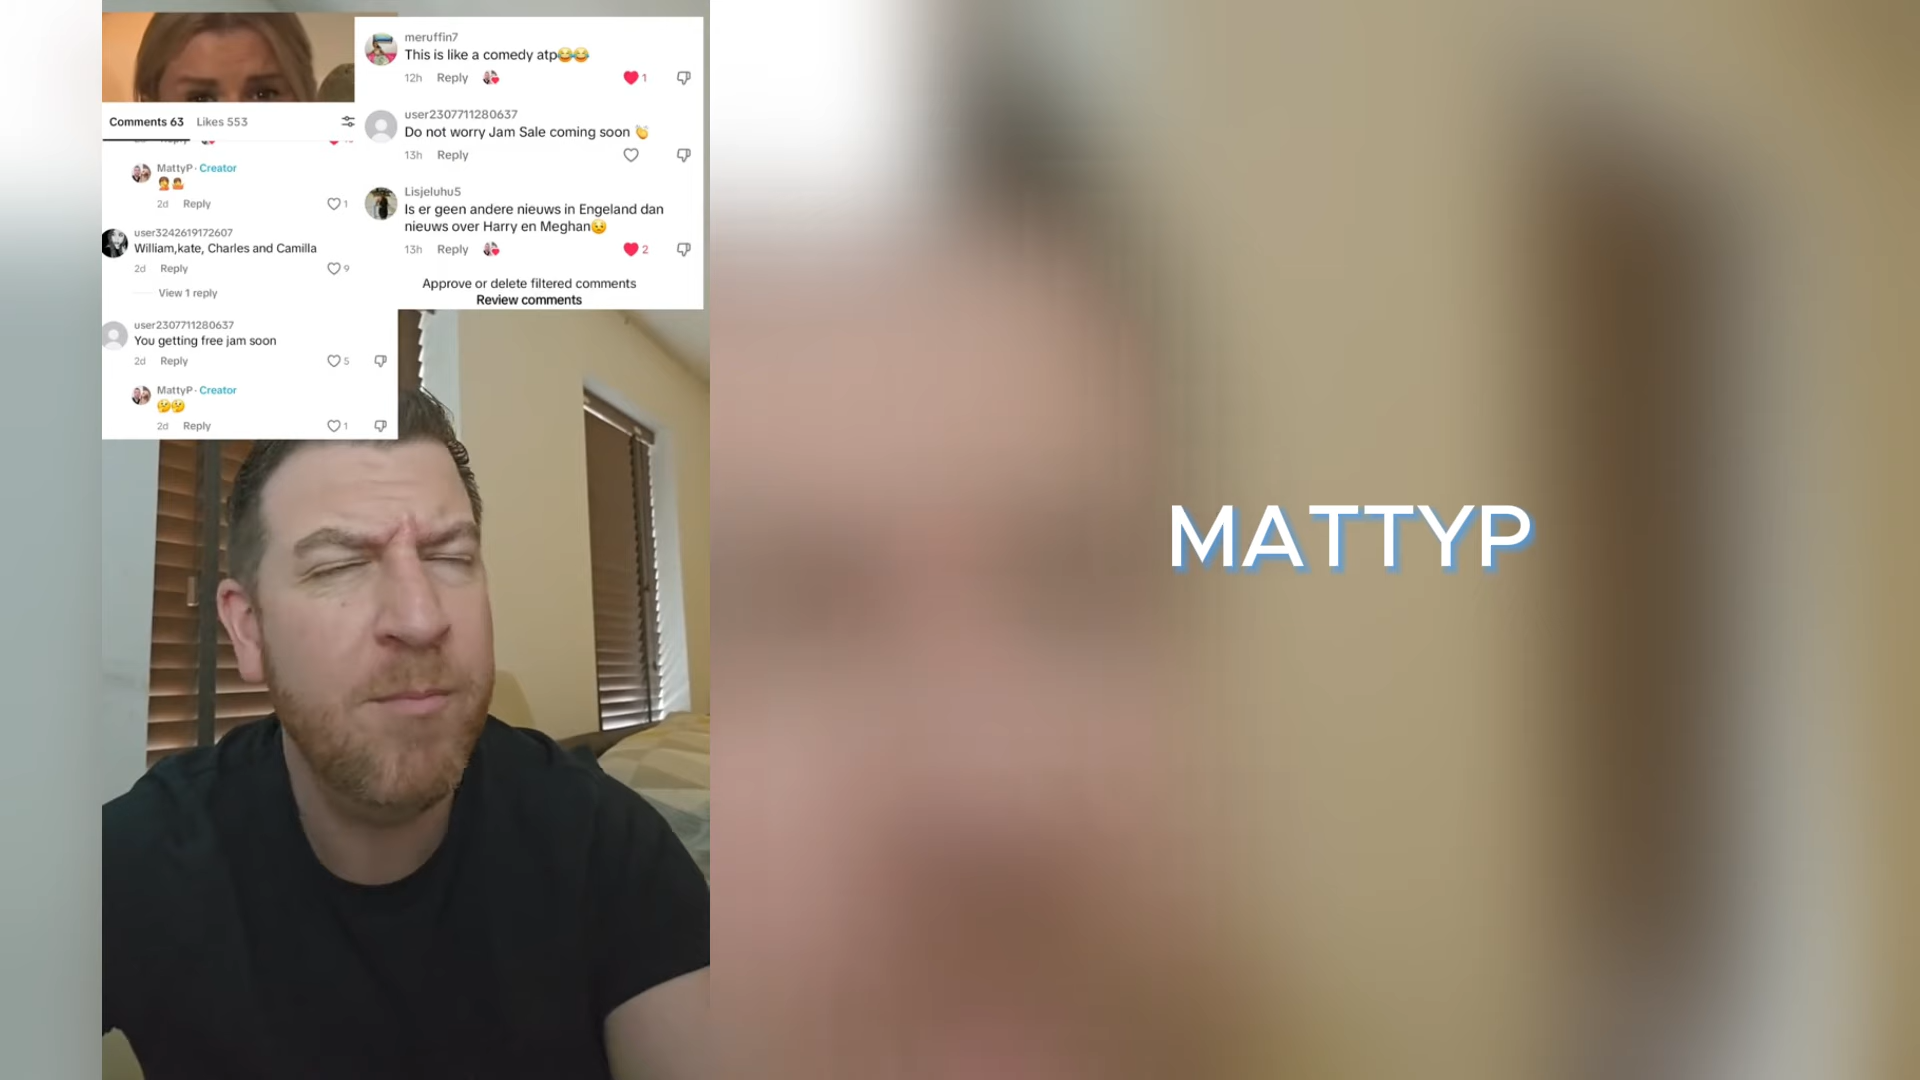 Comments 63 Likes 553
MattyP · Creator
🤦🤷
2d Reply 1
user3242619172607
William,kate, Charles and Camilla
2d Reply 9
View 1 reply
user2307711280637
You getting free jam soon
2d Reply 5
MattyP · Creator
🤔🤔
2d Reply 1
meruffin7
This is like a comedy atp😂😂
12h Reply 1
user2307711280637
Do not worry Jam Sale coming soon 👏
13h Reply
Lisjeluhu5
Is er geen andere nieuws in Engeland dan
nieuws over Harry en Meghan😟
13h Reply 2
Approve or delete filtered comments
Review comments
MATTYP